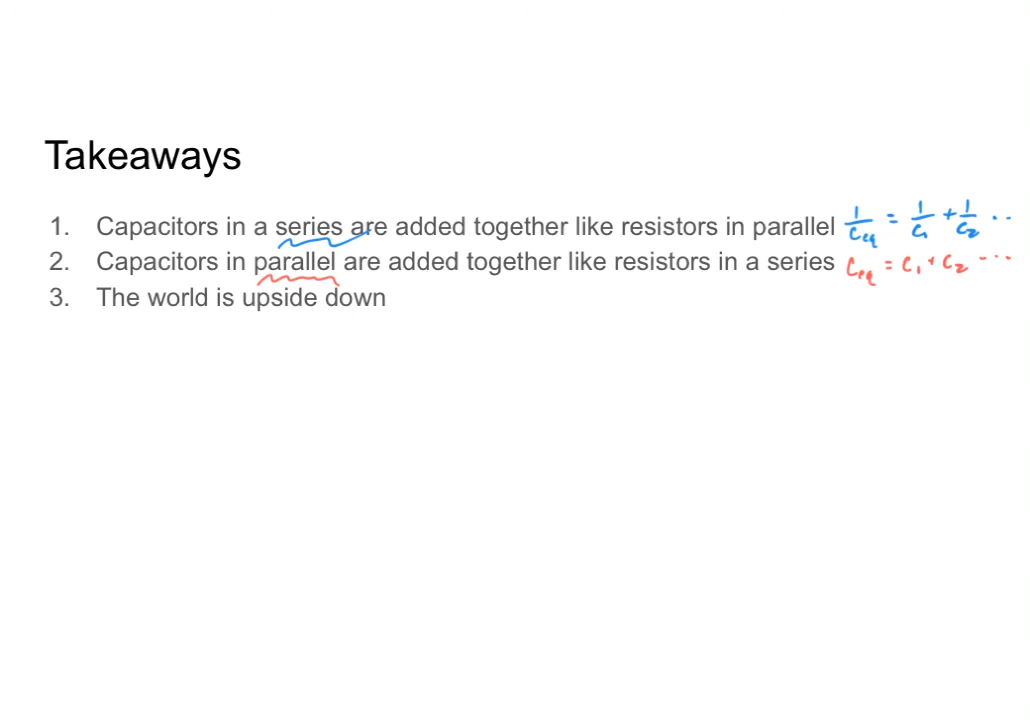 Takeaways
1. Capacitors in a series are added together like resistors in parallel 1/Ceq = 1/C1 + 1/C2 ..
2. Capacitors in parallel are added together like resistors in a series Ceq = C1 + C2 ...
3. The world is upside down